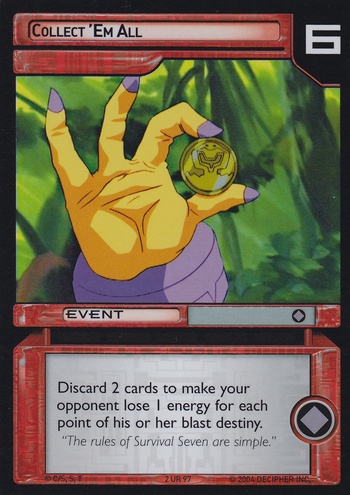 COLLECT 'EM ALL
6
EVENT
Discard 2 cards to make your
opponent lose 1 energy for each
point of his or her blast destiny.
"The rules of Survival Seven are simple."
© C/S, S, T
2 UR 97
© 2004 DECIPHER INC.